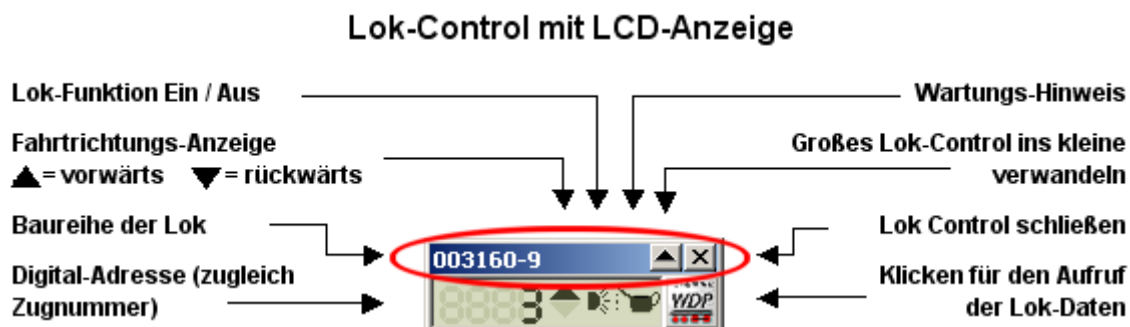 Lok-Control mit LCD-Anzeige
Lok-Funktion Ein / Aus
Wartungs-Hinweis
Fahrtrichtungs-Anzeige
▲= vorwärts ▼= rückwärts
Großes Lok-Control ins kleine
verwandeln
Baureihe der Lok
Lok Control schließen
003160-9
Digital-Adresse (zugleich
Zugnummer)
3
WDP
Klicken für den Aufruf
der Lok-Daten